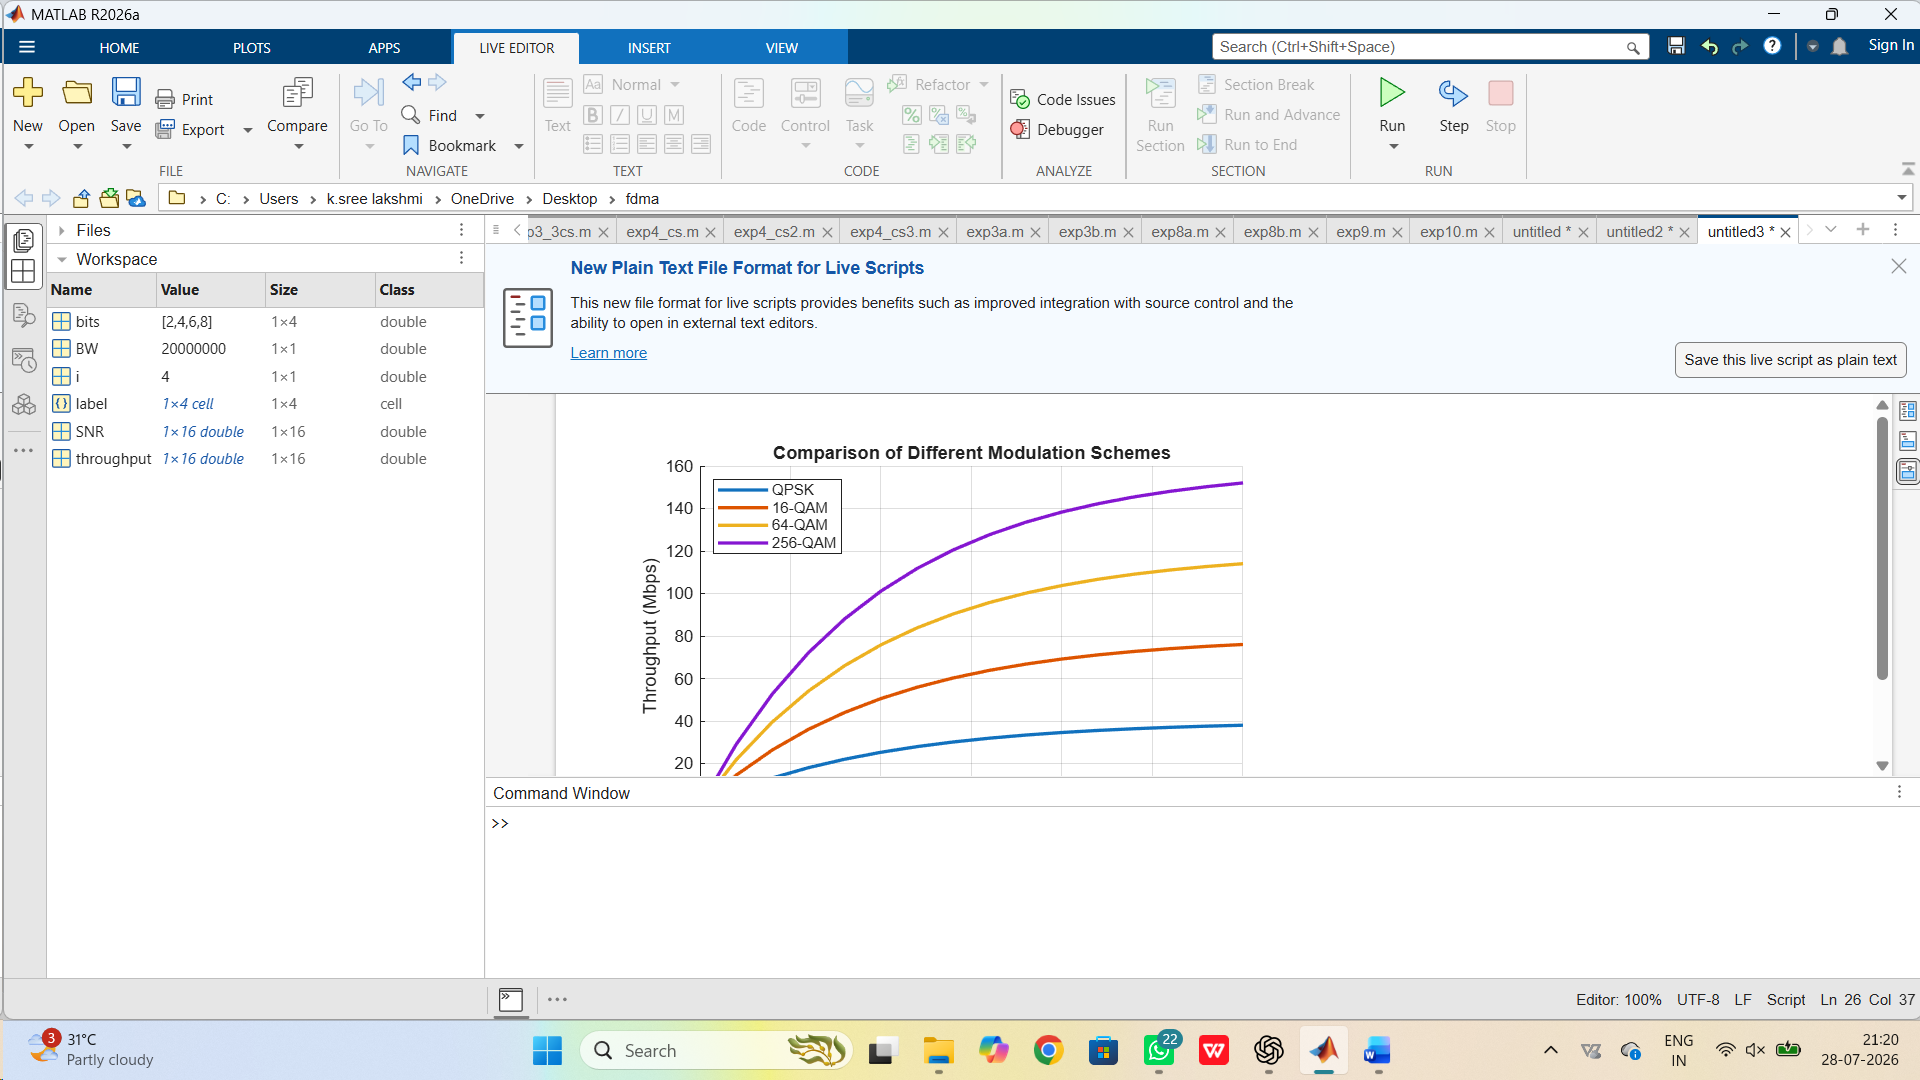 MATLAB R2026a
HOME PLOTS APPS LIVE EDITOR INSERT VIEW Search (Ctrl+Shift+Space) Sign In
New Open Save Print Export Compare Go To Find Bookmark Text Aa Normal B I U M Code Control Task Refactor Code Issues Debugger Run Section Section Break Run and Advance Run to End Run Step Stop
FILE NAVIGATE TEXT CODE ANALYZE SECTION RUN
C: Users k.sree lakshmi OneDrive Desktop fdma
Files
p3_3cs.m exp4_cs.m exp4_cs2.m exp4_cs3.m exp3a.m exp3b.m exp8a.m exp8b.m exp9.m exp10.m untitled * untitled2 * untitled3 *
Workspace
Name Value Size Class
bits [2,4,6,8] 1×4 double
BW 20000000 1×1 double
i 4 1×1 double
label 1×4 cell 1×4 cell
SNR 1×16 double 1×16 double
throughput 1×16 double 1×16 double
New Plain Text File Format for Live Scripts
This new file format for live scripts provides benefits such as improved integration with source control and the
ability to open in external text editors.
Learn more
Save this live script as plain text
Comparison of Different Modulation Schemes
Throughput (Mbps)
160
140
120
100
80
60
40
20
QPSK
16-QAM
64-QAM
256-QAM
Command Window
>>
Editor: 100% UTF-8 LF Script Ln 26 Col 37
3
31°C
Partly cloudy
Search
22
ENG
IN
21:20
28-07-2026